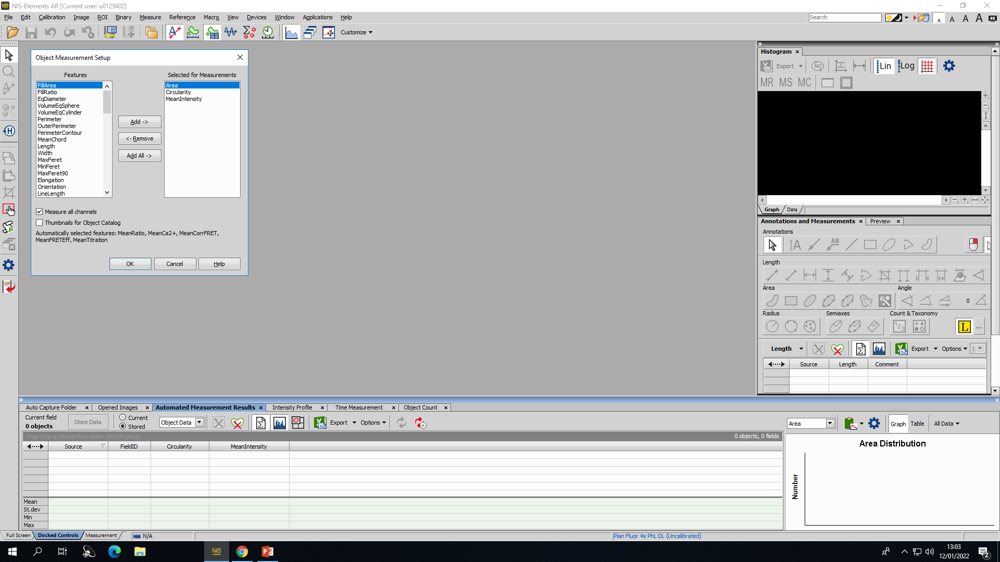 NIS-Elements AR [Current user: u0125402]
File Edit Calibration Image ROI Binary Measure Reference Macro View Devices Window Applications Help
Search
A A A A 4K
Customize
Object Measurement Setup
Features
Selected for Measurements
FillArea
FillRatio
EqDiameter
VolumeEqSphere
VolumeEqCylinder
Perimeter
OuterPerimeter
PerimeterContour
MeanChord
Length
Width
MaxFeret
MinFeret
MaxFeret90
Elongation
Orientation
LineLength
Add ->
<- Remove
Add All ->
Area
Circularity
MeanIntensity
Measure all channels
Thumbnails for Object Catalog
Automatically selected features: MeanRatio, MeanCa2+, MeanCorrFRET,
MeanFRETEff, MeanTitration
OK Cancel Help
Histogram
Export ND Lin Log
MR MS MC
Graph Data
Annotations and Measurements Preview
Annotations
Length
Area Angle
0
Radius Semiaxes Count & Taxonomy
L ...
Length Export Options 1
Source Length Comment
Auto Capture Folder Opened Images Automated Measurement Results Intensity Profile Time Measurement Object Count
Current field
0 objects
Store Data
Current
Stored
Object Data Export Options
Drag-drop a descriptive column here to group
0 objects, 0 fields
Source FieldID Circularity MeanIntensity
Mean
St.dev
Min
Max
Area Graph Table All Data
Area Distribution
Number
Full Screen Docked Controls Measurement N/A Plan Fluor 4x PhL DL (Uncalibrated)
NIS
13:03
12/01/2022
2